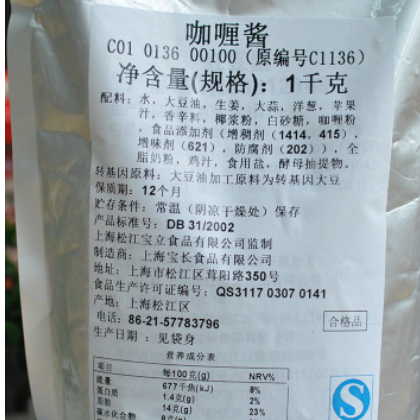 咖喱酱
C01 0136 00100（原编号C1136）
净含量(规格)：1千克
配料：水，大豆油，生姜，大蒜，洋葱，苹果
汁，香辛料，椰浆粉，白砂糖，咖喱粉
，食品添加剂（增稠剂（1414，415），
增味剂（621），防腐剂（202）），全
脂奶粉，鸡汁，食用盐，酵母抽提物。
转基因原料：大豆油加工原料为转基因大豆
保质期：12个月
贮存条件：常温（阴凉干燥处）保存
产品标准号：DB 31/2002
上海松江宝立食品有限公司监制
制造商：上海宝长食品有限公司
地址：上海市松江区茸阳路350号
食品生产许可证编号：QS3117 0307 0141
产地：上海松江区
电话：86-21-57783796
生产日期：见袋身
合格品
营养成分表
项目 每100克(g) NRV%
能量 677千焦(kJ) 8%
蛋白质 1.4克(g) 2%
脂肪 14克(g) 23%
碳水化合物 8克(g)